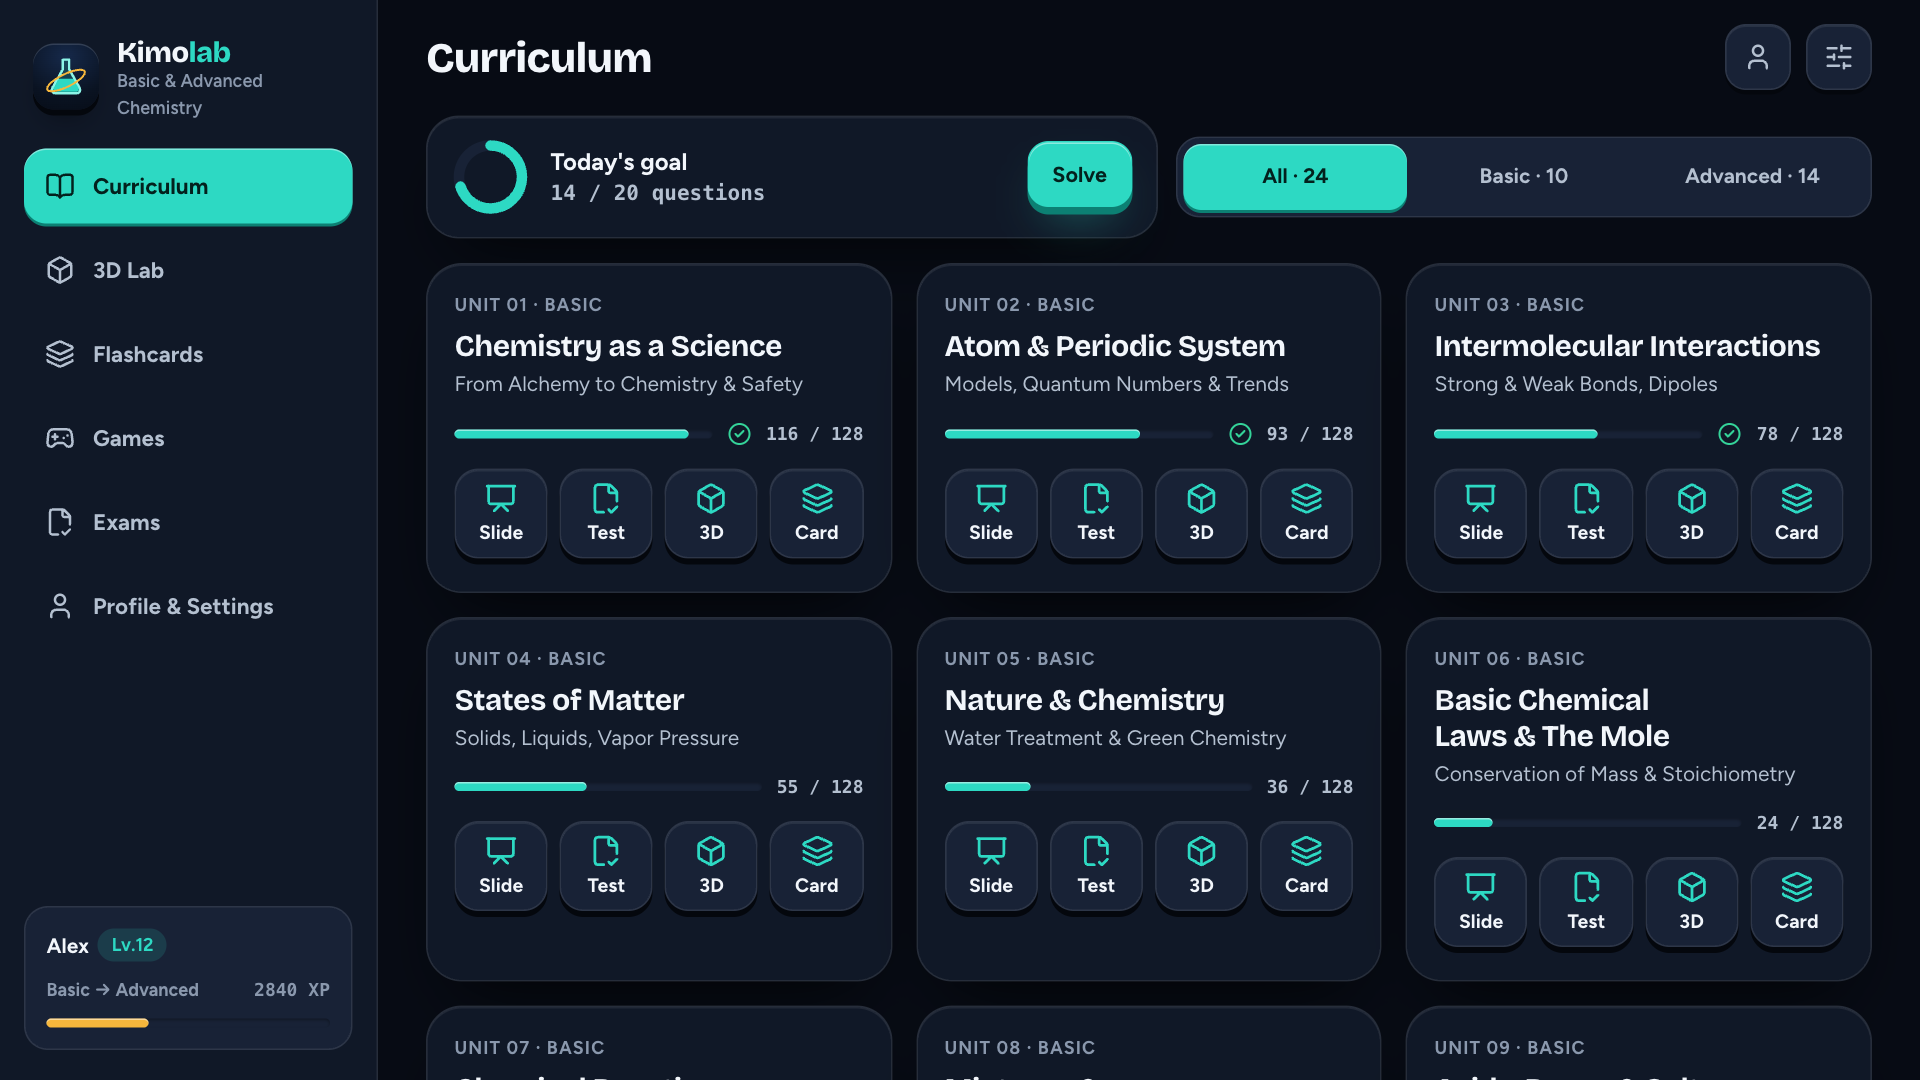 Kimolab
Basic & Advanced
Chemistry
Curriculum
3D Lab
Flashcards
Games
Exams
Profile & Settings
Alex Lv.12
Basic → Advanced 2840 XP
Curriculum
Today's goal
14 / 20 questions
Solve
All · 24
Basic · 10
Advanced · 14
UNIT 01 · BASIC
Chemistry as a Science
From Alchemy to Chemistry & Safety
116 / 128
Slide Test 3D Card
UNIT 02 · BASIC
Atom & Periodic System
Models, Quantum Numbers & Trends
93 / 128
Slide Test 3D Card
UNIT 03 · BASIC
Intermolecular Interactions
Strong & Weak Bonds, Dipoles
78 / 128
Slide Test 3D Card
UNIT 04 · BASIC
States of Matter
Solids, Liquids, Vapor Pressure
55 / 128
Slide Test 3D Card
UNIT 05 · BASIC
Nature & Chemistry
Water Treatment & Green Chemistry
36 / 128
Slide Test 3D Card
UNIT 06 · BASIC
Basic Chemical
Laws & The Mole
Conservation of Mass & Stoichiometry
24 / 128
Slide Test 3D Card
UNIT 07 · BASIC
UNIT 08 · BASIC
UNIT 09 · BASIC